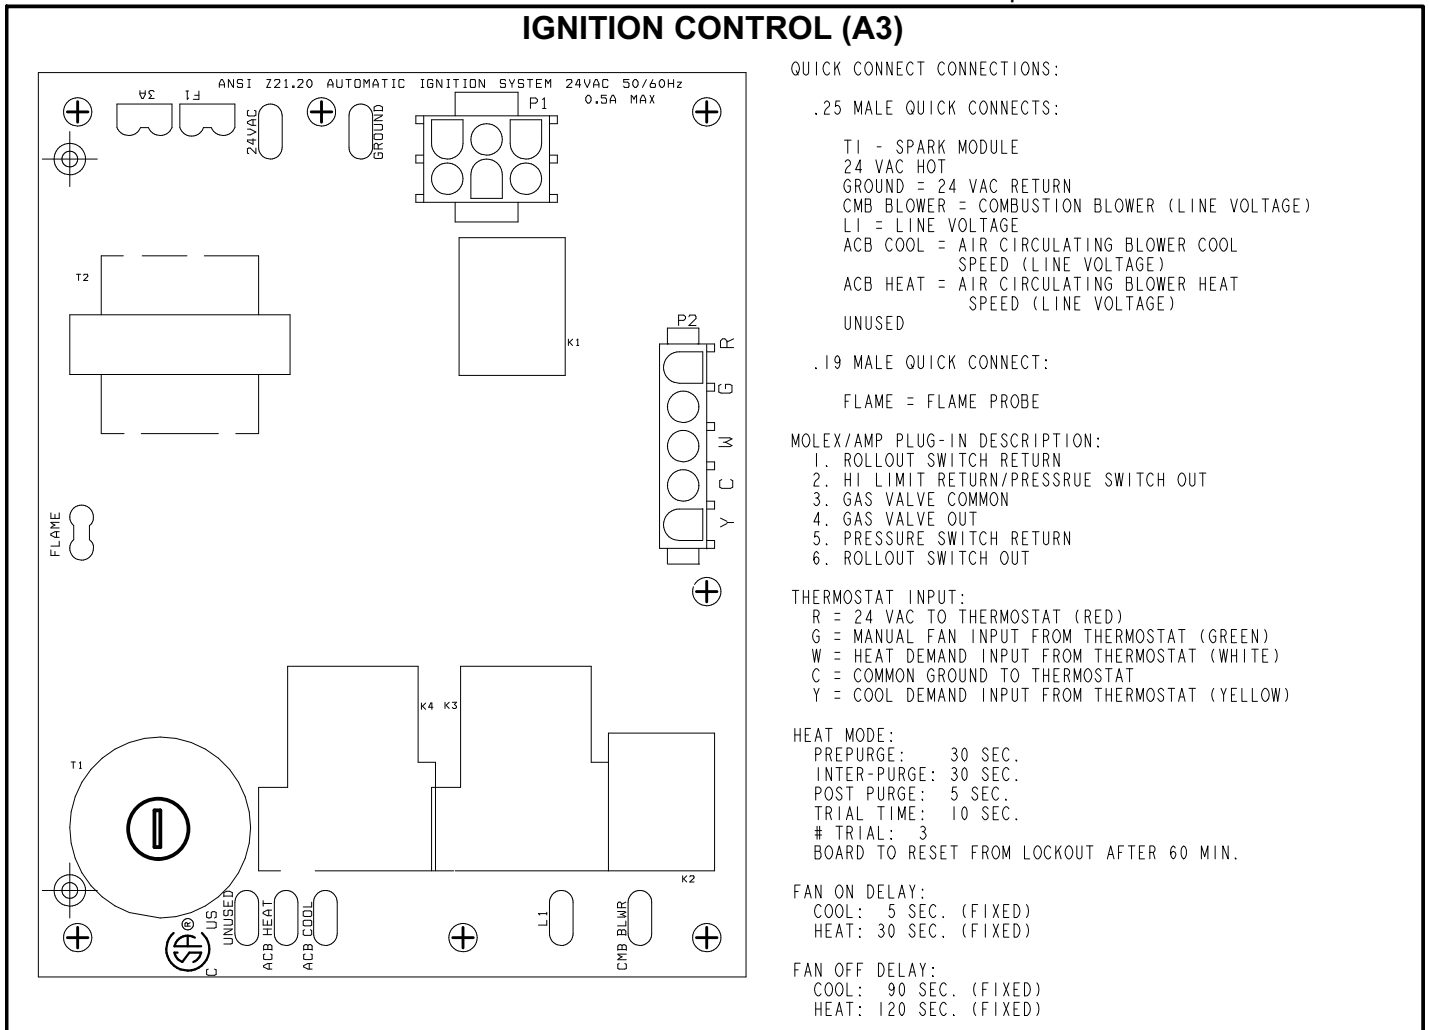 IGNITION CONTROL (A3)
ANSI Z21.20 AUTOMATIC IGNITION SYSTEM 24VAC 50/60Hz
0.5A MAX
3A
F1
24VAC
GROUND
P1
T2
K1
P2
R
G
W
C
Y
FLAME
K4
K3
T1
K2
UNUSED
ACB HEAT
ACB COOL
L1
CMB BLWR
C
SA
®
US
QUICK CONNECT CONNECTIONS:
.25 MALE QUICK CONNECTS:
T1 - SPARK MODULE
24 VAC HOT
GROUND = 24 VAC RETURN
CMB BLOWER = COMBUSTION BLOWER (LINE VOLTAGE)
L1 = LINE VOLTAGE
ACB COOL = AIR CIRCULATING BLOWER COOL
SPEED (LINE VOLTAGE)
ACB HEAT = AIR CIRCULATING BLOWER HEAT
SPEED (LINE VOLTAGE)
UNUSED
.19 MALE QUICK CONNECT:
FLAME = FLAME PROBE
MOLEX/AMP PLUG-IN DESCRIPTION:
1. ROLLOUT SWITCH RETURN
2. HI LIMIT RETURN/PRESSRUE SWITCH OUT
3. GAS VALVE COMMON
4. GAS VALVE OUT
5. PRESSURE SWITCH RETURN
6. ROLLOUT SWITCH OUT
THERMOSTAT INPUT:
R = 24 VAC TO THERMOSTAT (RED)
G = MANUAL FAN INPUT FROM THERMOSTAT (GREEN)
W = HEAT DEMAND INPUT FROM THERMOSTAT (WHITE)
C = COMMON GROUND TO THERMOSTAT
Y = COOL DEMAND INPUT FROM THERMOSTAT (YELLOW)
HEAT MODE:
PREPURGE: 30 SEC.
INTER-PURGE: 30 SEC.
POST PURGE: 5 SEC.
TRIAL TIME: 10 SEC.
# TRIAL: 3
BOARD TO RESET FROM LOCKOUT AFTER 60 MIN.
FAN ON DELAY:
COOL: 5 SEC. (FIXED)
HEAT: 30 SEC. (FIXED)
FAN OFF DELAY:
COOL: 90 SEC. (FIXED)
HEAT: 120 SEC. (FIXED)